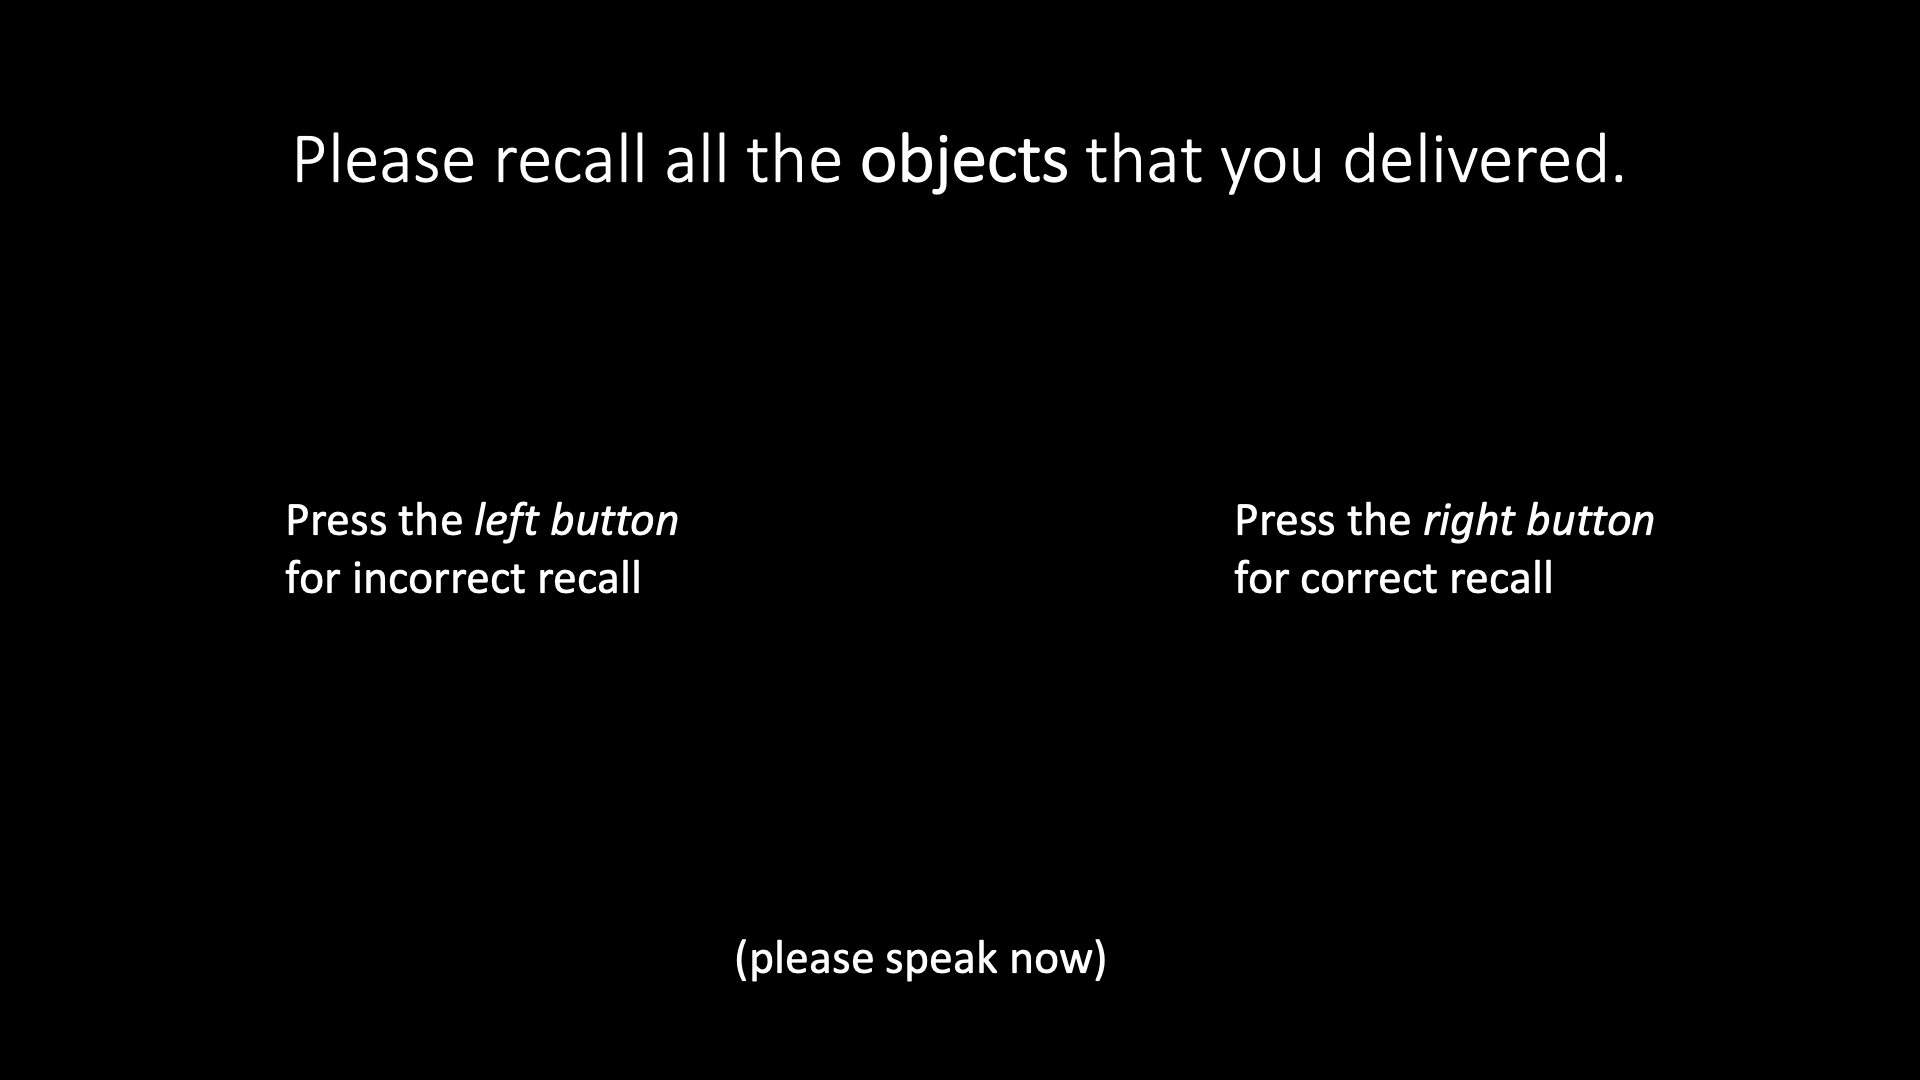 Please recall all the objects that you delivered.
Press the left button
for incorrect recall
Press the right button
for correct recall
(please speak now)